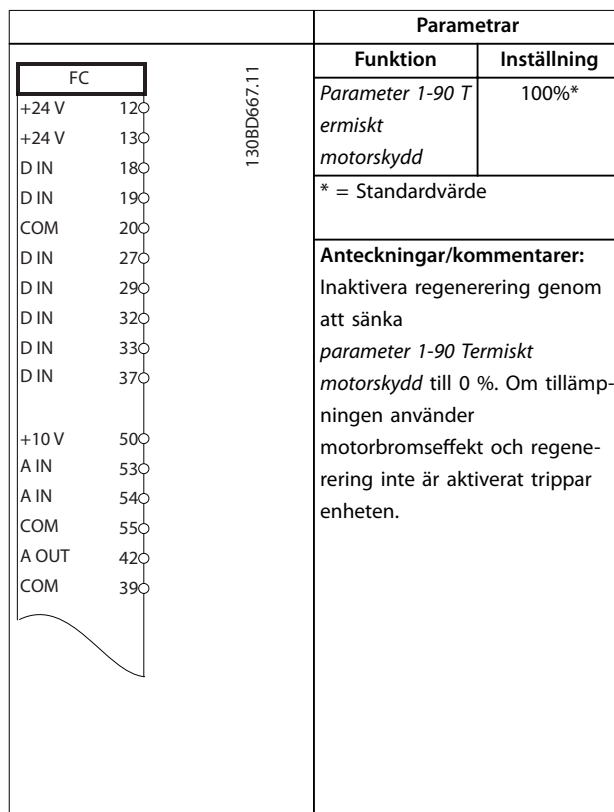 FC
+24 V 12
+24 V 13
D IN 18
D IN 19
COM 20
D IN 27
D IN 29
D IN 32
D IN 33
D IN 37
+10 V 50
A IN 53
A IN 54
COM 55
A OUT 42
COM 39
130BD667.11
Parametrar
Funktion Inställning
Parameter 1-90 T 100%*
ermiskt
motorskydd
* = Standardvärde
Anteckningar/kommentarer:
Inaktivera regenerering genom
att sänka
parameter 1-90 Termiskt
motorskydd till 0 %. Om tillämp-
ningen använder
motorbromseffekt och regene-
rering inte är aktiverat trippar
enheten.